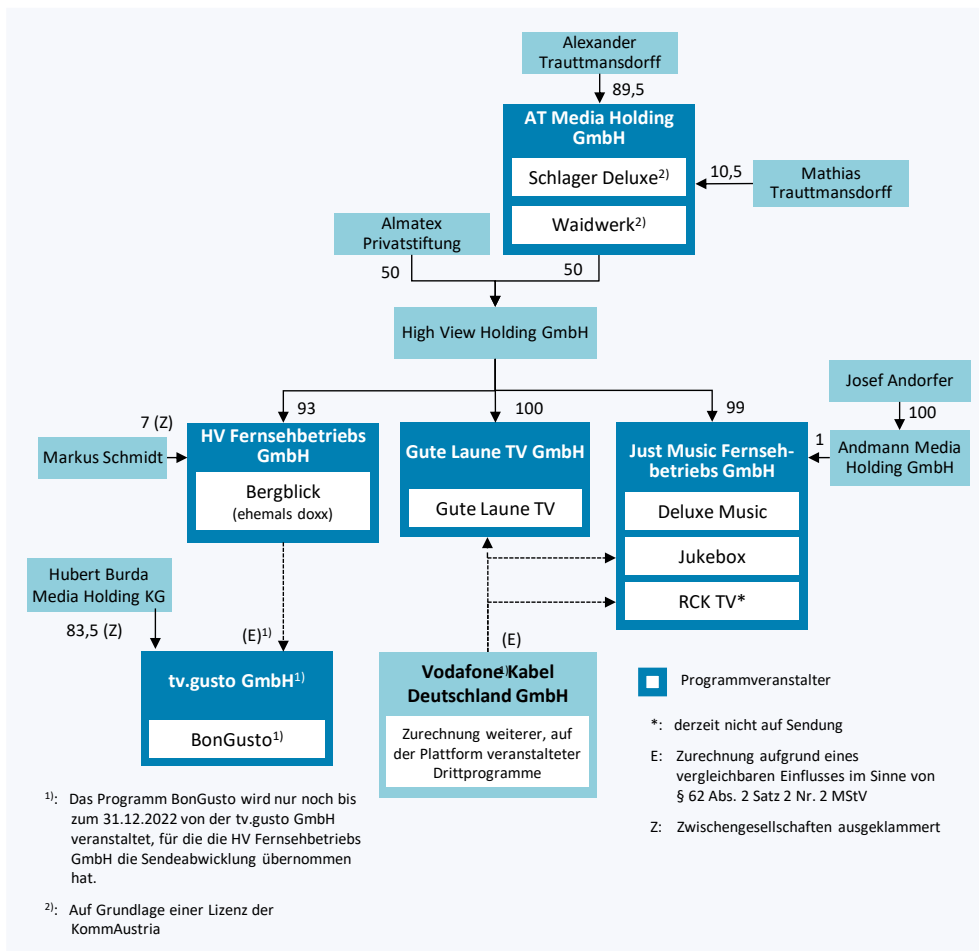 Alexander
Trauttmansdorff
89,5
AT Media Holding
GmbH
Schlager Deluxe2)
Waidwerk2)
10,5
Mathias
Trauttmansdorff
Almatex
Privatstiftung
50
50
High View Holding GmbH
93
100
99
Josef Andorfer
100
7 (Z)
Markus Schmidt
HV Fernsehbetriebs
GmbH
Bergblick
(ehemals doxx)
Gute Laune TV GmbH
Gute Laune TV
Just Music Fernseh-
betriebs GmbH
Deluxe Music
Jukebox
RCK TV*
1
Andmann Media
Holding GmbH
Hubert Burda
Media Holding KG
83,5 (Z)
(E)1)
tv.gusto GmbH1)
BonGusto1)
(E)
1)
Vodafone Kabel
Deutschland GmbH
Zurechnung weiterer, auf
der Plattform veranstalteter
Drittprogramme
Programmveranstalter
*: derzeit nicht auf Sendung
E: Zurechnung aufgrund eines
vergleichbaren Einflusses im Sinne von
§ 62 Abs. 2 Satz 2 Nr. 2 MStV
Z: Zwischengesellschaften ausgeklammert
1): Das Programm BonGusto wird nur noch bis
zum 31.12.2022 von der tv.gusto GmbH
veranstaltet, für die die HV Fernsehbetriebs
GmbH die Sendeabwicklung übernommen
hat.
2): Auf Grundlage einer Lizenz der
KommAustria